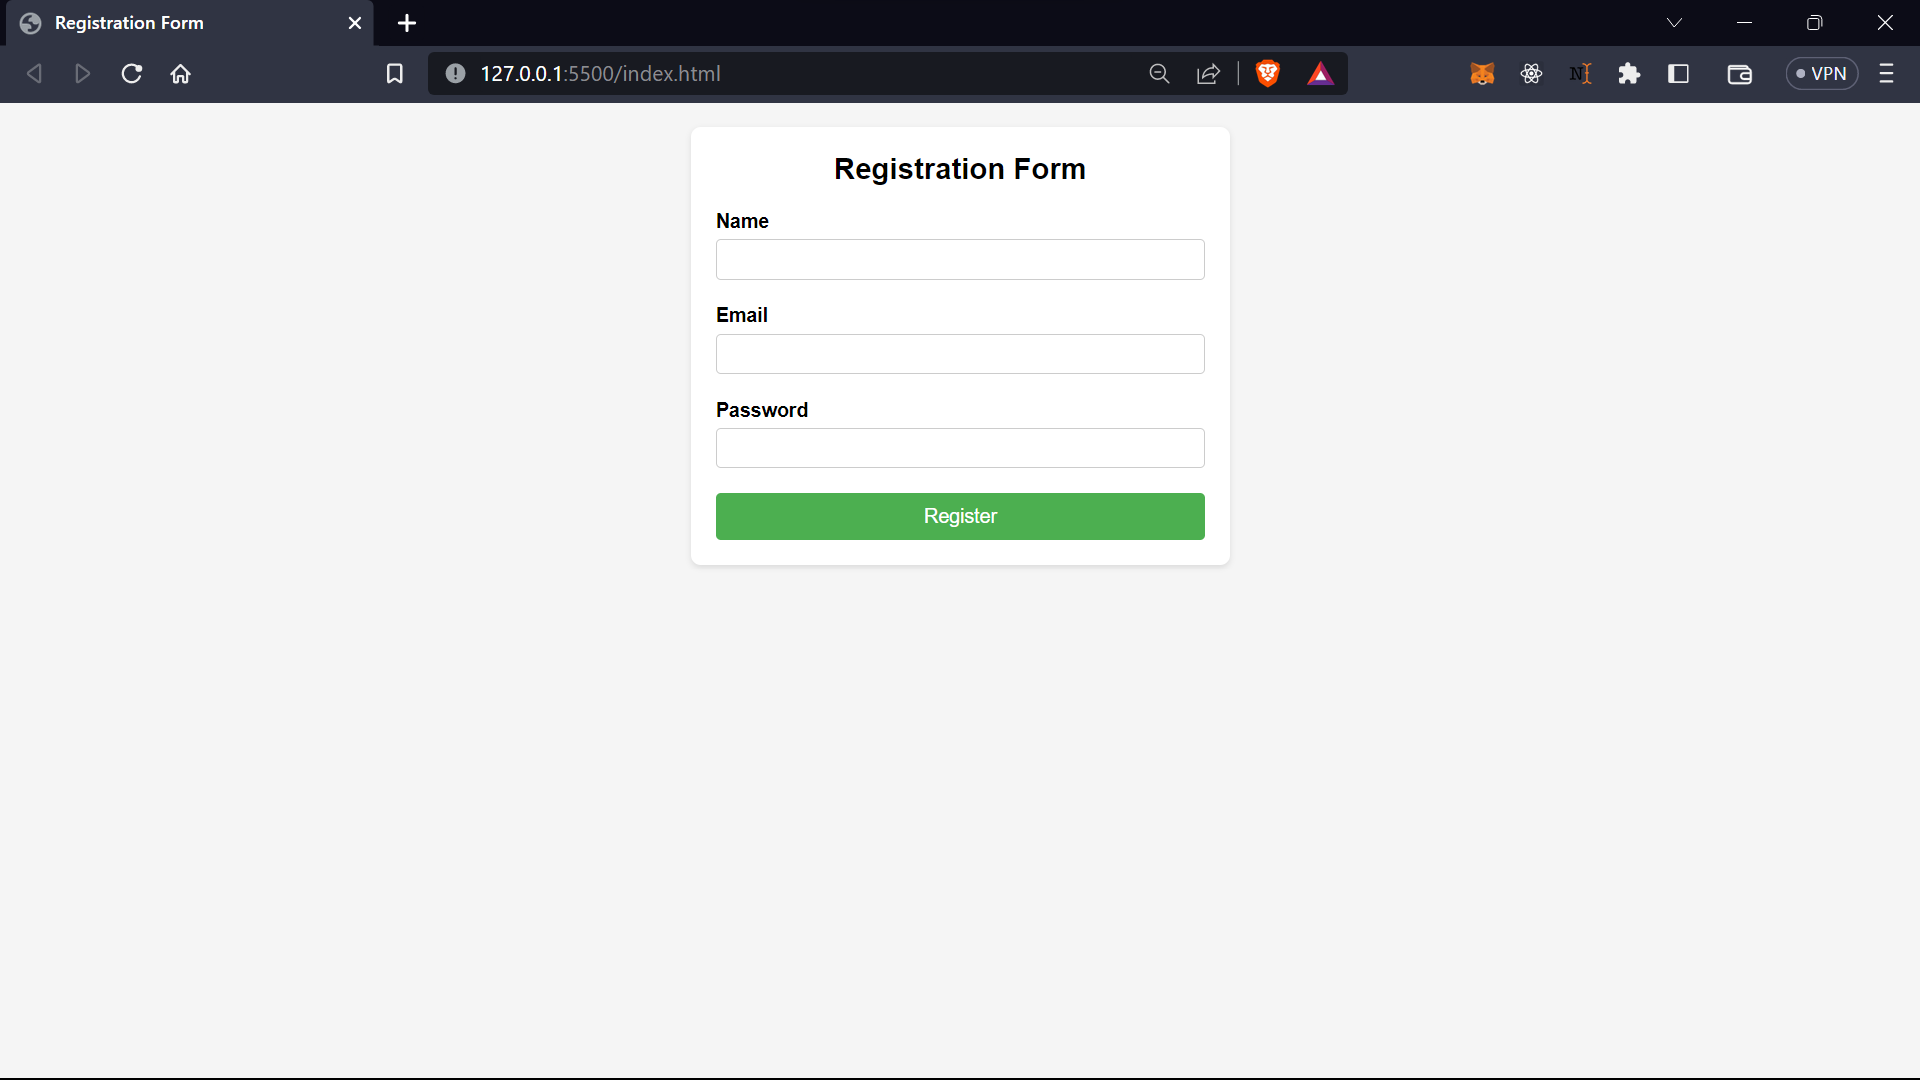 Registration Form
127.0.0.1:5500/index.html
VPN
Registration Form
Name
Email
Password
Register